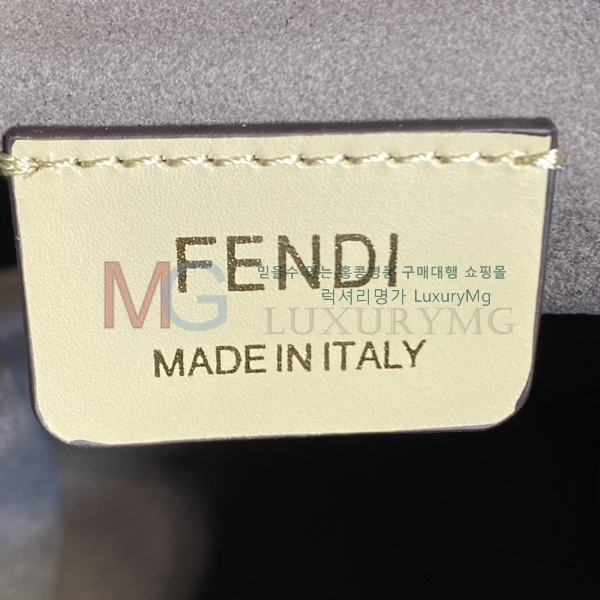 FENDI
믿을수 있는 홍콩명품 구매대행 쇼핑몰
MG 럭셔리명가 LuxuryMg
LUXURYMG
MADE IN ITALY